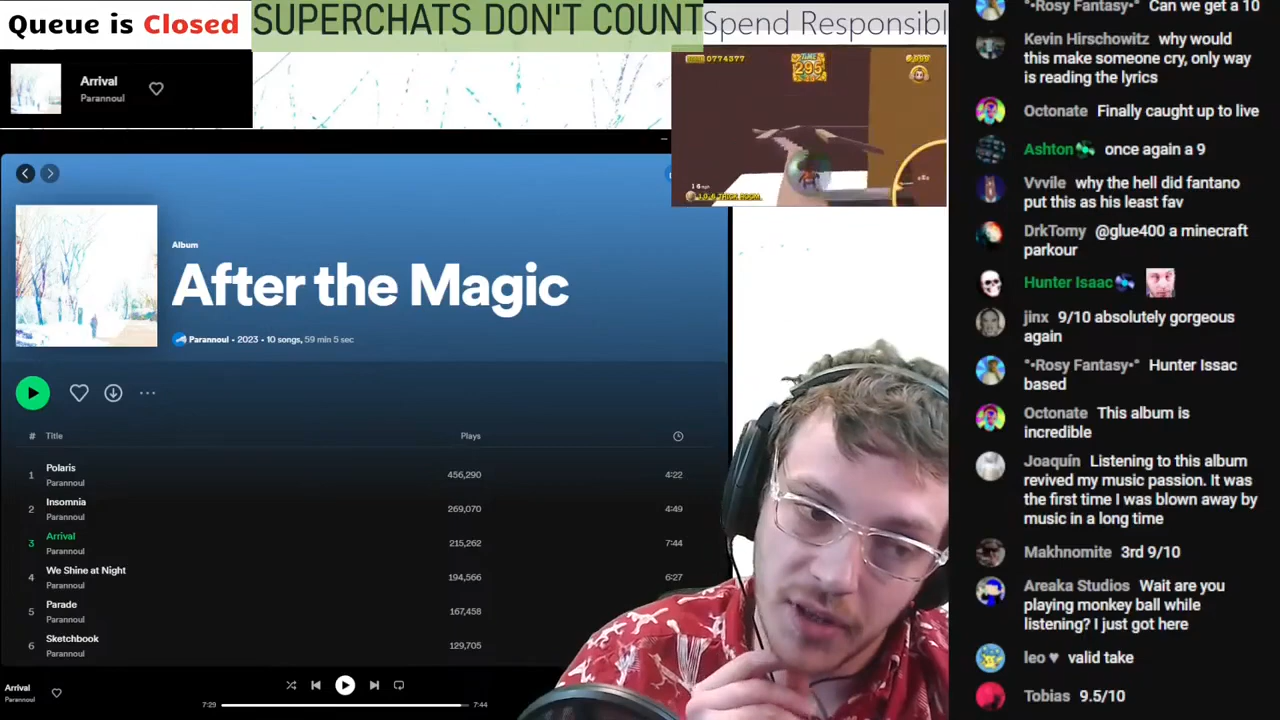 Queue is Closed
SUPERCHATS DON'T COUNT
Spend Responsibl
Arrival
Parannoul
0774377
TIME
295
16 mph
Album
After the Magic
Parannoul • 2023 • 10 songs, 59 min 5 sec
# Title Plays
1 Polaris 456,290 4:22
Parannoul
2 Insomnia 269,070 4:49
Parannoul
3 Arrival 215,262 7:44
Parannoul
4 We Shine at Night 194,566 6:27
Parannoul
5 Parade 167,458
Parannoul
6 Sketchbook 129,705
Parannoul
Arrival
Parannoul
7:29 7:44
°•Rosy Fantasy•° Can we get a 10
Kevin Hirschowitz why would
this make someone cry, only way
is reading the lyrics
Octonate Finally caught up to live
Ashton once again a 9
Vvvile why the hell did fantano
put this as his least fav
DrkTomy @glue400 a minecraft
parkour
Hunter Isaac
jinx 9/10 absolutely gorgeous
again
°•Rosy Fantasy•° Hunter Issac
based
Octonate This album is
incredible
Joaquín Listening to this album
revived my music passion. It was
the first time I was blown away by
music in a long time
Makhnomite 3rd 9/10
Areaka Studios Wait are you
playing monkey ball while
listening? I just got here
leo ♥ valid take
Tobias 9.5/10